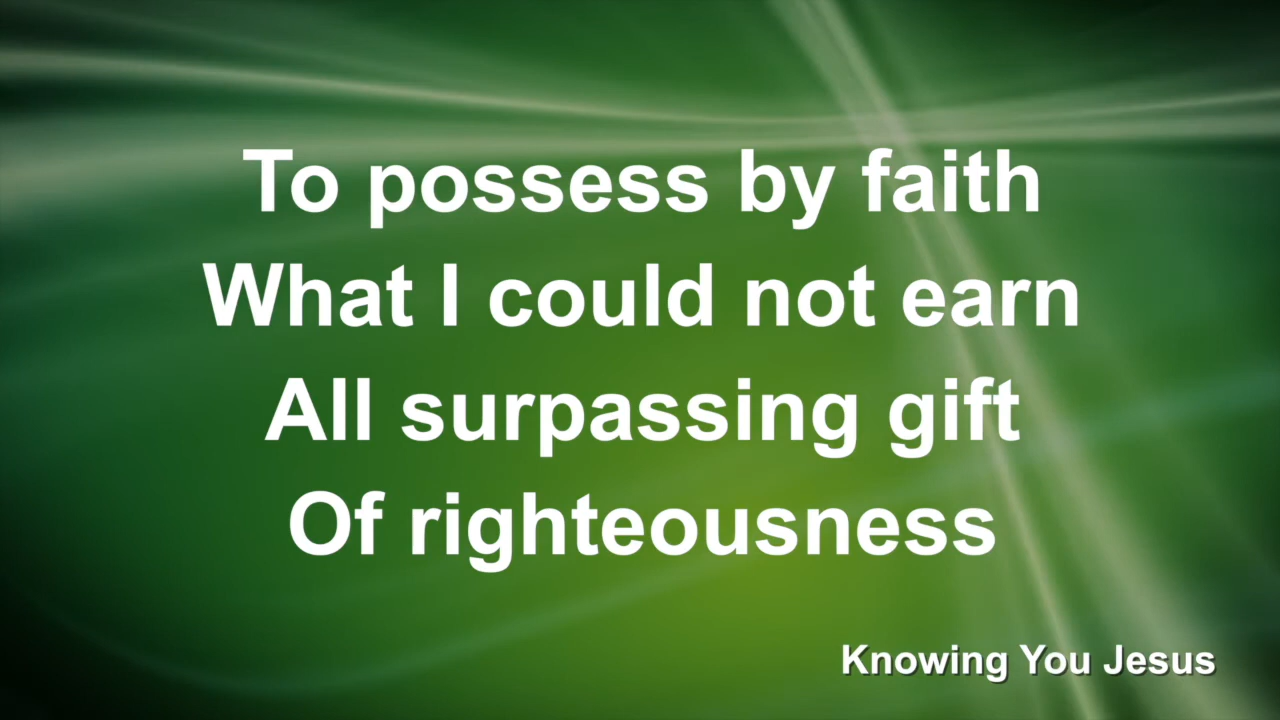 To possess by faith
What I could not earn
All surpassing gift
Of righteousness
Knowing You Jesus